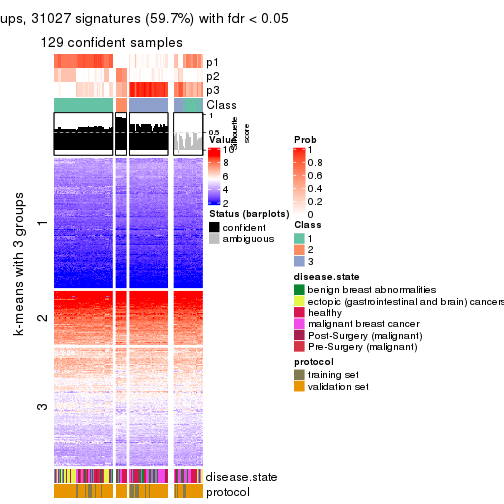 ups, 31027 signatures (59.7%) with fdr < 0.05
129 confident samples
p1
p2
p3
Class
1
0.5
0
Silhouette
score
k-means with 3 groups
1
2
3
disease.state
protocol
Value
10
8
6
4
2
Status (barplots)
confident
ambiguous
Prob
1
0.8
0.6
0.4
0.2
0
Class
1
2
3
disease.state
benign breast abnormalities
ectopic (gastrointestinal and brain) cancers
healthy
malignant breast cancer
Post-Surgery (malignant)
Pre-Surgery (malignant)
protocol
training set
validation set